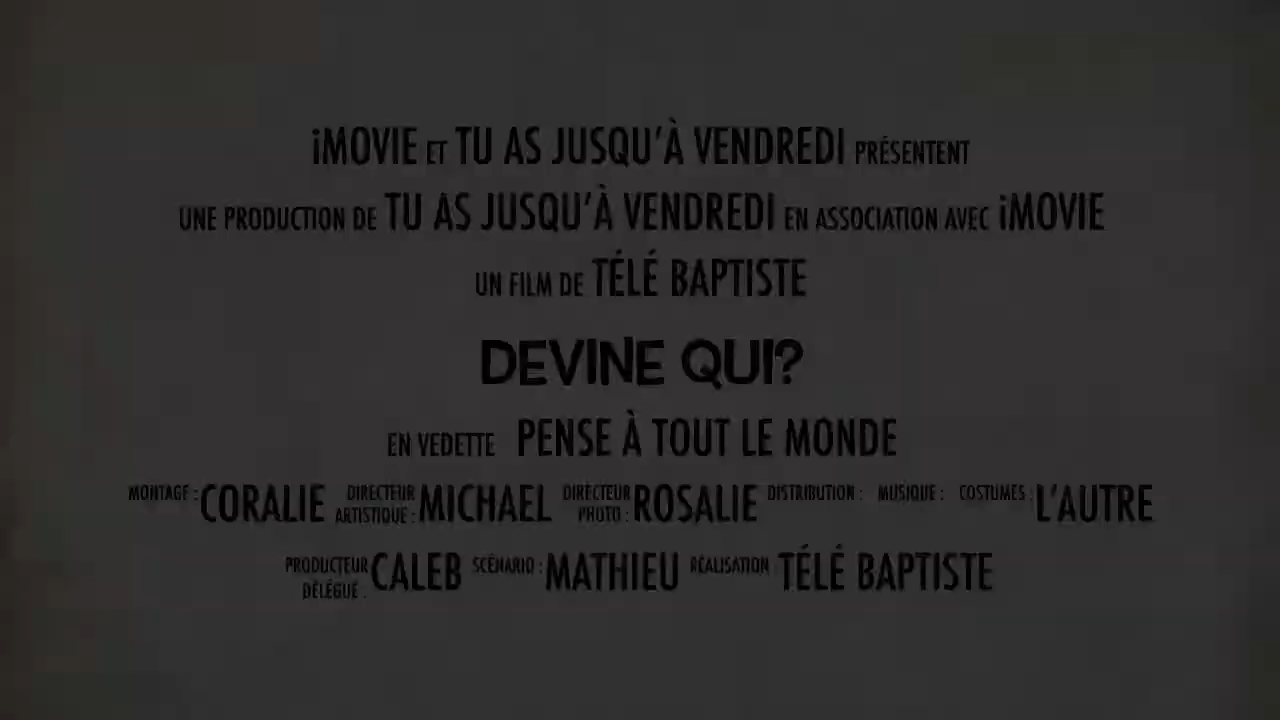 iMOVIE ET TU AS JUSQU'À VENDREDI PRÉSENTENT
UNE PRODUCTION DE TU AS JUSQU'À VENDREDI EN ASSOCIATION AVEC iMOVIE
UN FILM DE TÉLÉ BAPTISTE
DEVINE QUI?
EN VEDETTE PENSE À TOUT LE MONDE
MONTAGE : CORALIE DIRECTEUR ARTISTIQUE : MICHAEL DIRECTEUR PHOTO : ROSALIE DISTRIBUTION : MUSIQUE : COSTUMES : L'AUTRE
PRODUCTEUR DÉLÉGUÉ : CALEB SCÉNARIO : MATHIEU RÉALISATION : TÉLÉ BAPTISTE